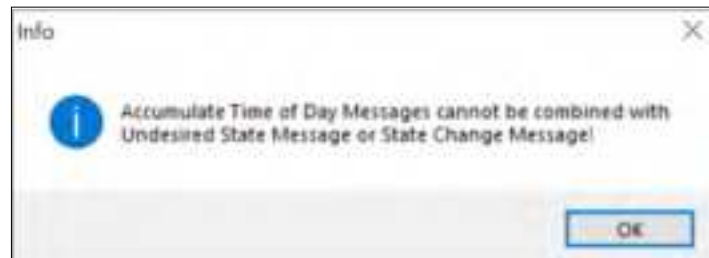 Info
Accumulate Time of Day Messages cannot be combined with
Undesired State Message or State Change Message!
OK